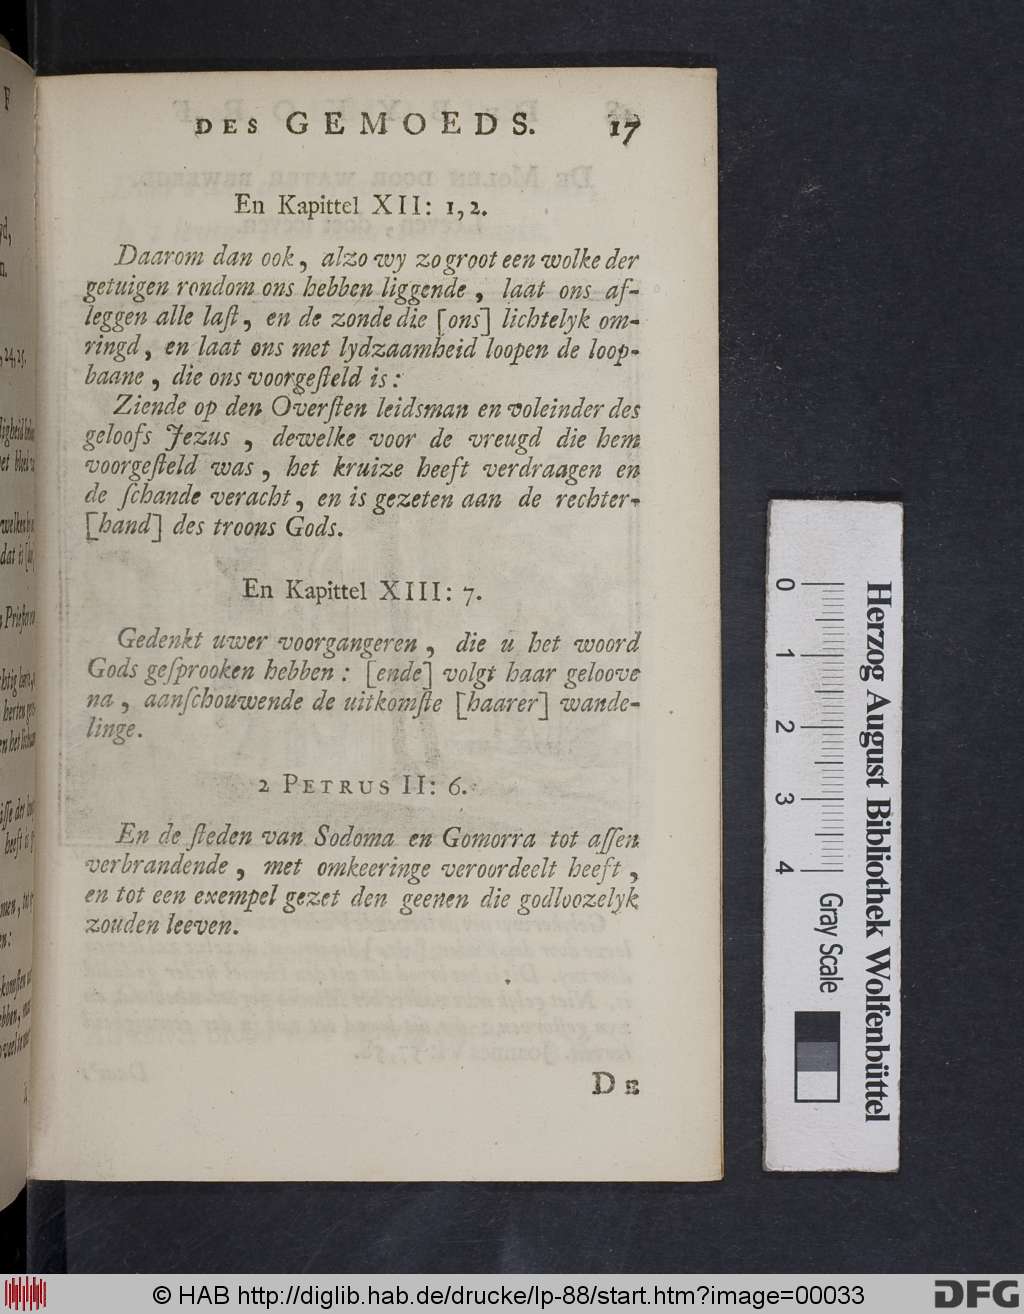 DES GEMOEDS. 17
En Kapittel XII: 1, 2.
Daarom dan ook, alzo wy zo groot een wolke der
getuigen rondom ons hebben liggende, laat ons af-
leggen alle laſt, en de zonde die [ons] lichtelyk om-
ringd, en laat ons met lydzaamheid loopen de loop-
baane, die ons voorgeſteld is:
Ziende op den Overſten leidsman en voleinder des
geloofs Jezus, dewelke voor de vreugd die hem
voorgeſteld was, het kruize heeft verdraagen en
de ſchande veracht, en is gezeten aan de rechter-
[hand] des troons Gods.
En Kapittel XIII: 7.
Gedenkt uwer voorgangeren, die u het woord
Gods geſprooken hebben: [ende] volgt haar geloove
na, aanſchouwende de uitkomſte [haarer] wande-
linge.
2 PETRUS II: 6.
En de ſteden van Sodoma en Gomorra tot aſſen
verbrandende, met omkeeringe veroordeelt heeft,
en tot een exempel gezet den geenen die godloozelyk
zouden leeven.
DE
0 1 2 3 4
Gray Scale
Herzog August Bibliothek Wolfenbüttel
© HAB http://diglib.hab.de/drucke/lp-88/start.htm?image=00033
DFG